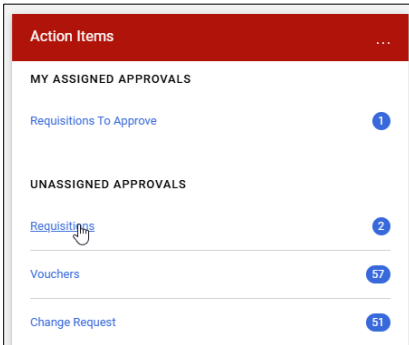 Action Items ...
MY ASSIGNED APPROVALS
Requisitions To Approve 1
UNASSIGNED APPROVALS
Requisitions 2
Vouchers 57
Change Request 51